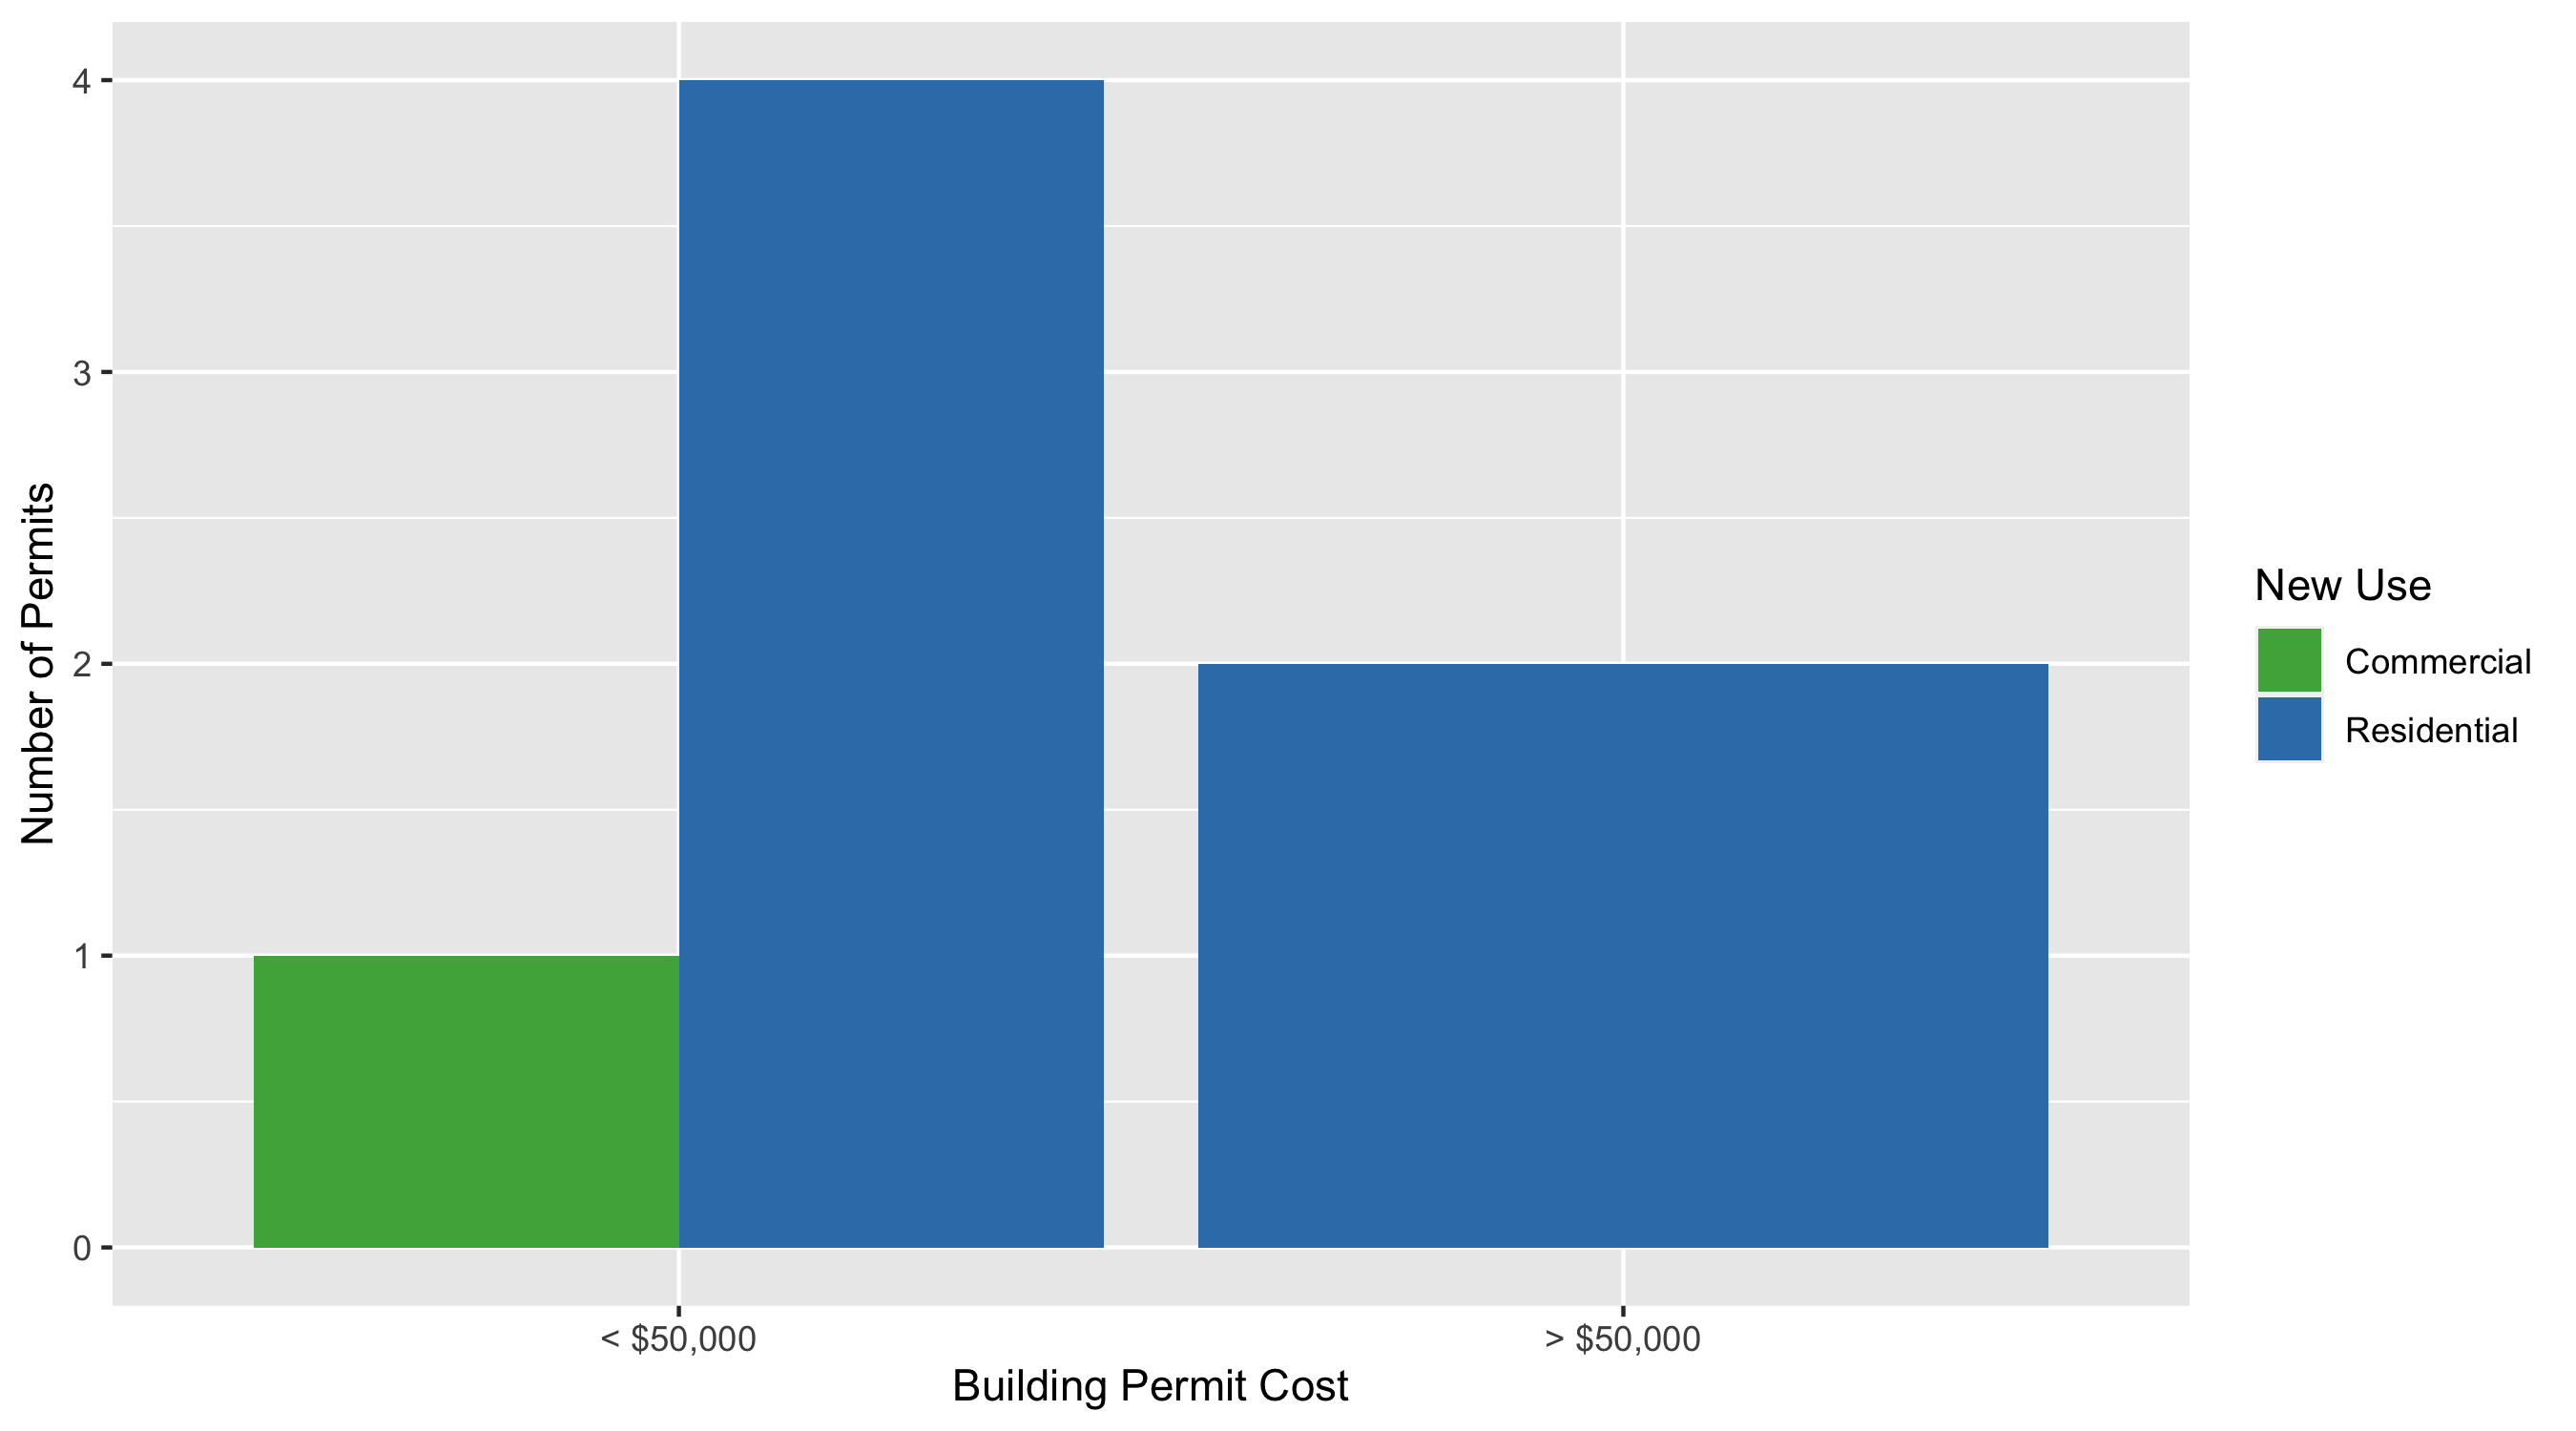 4
3
2
1
0
Number of Permits
< $50,000
> $50,000
Building Permit Cost
New Use
Commercial
Residential